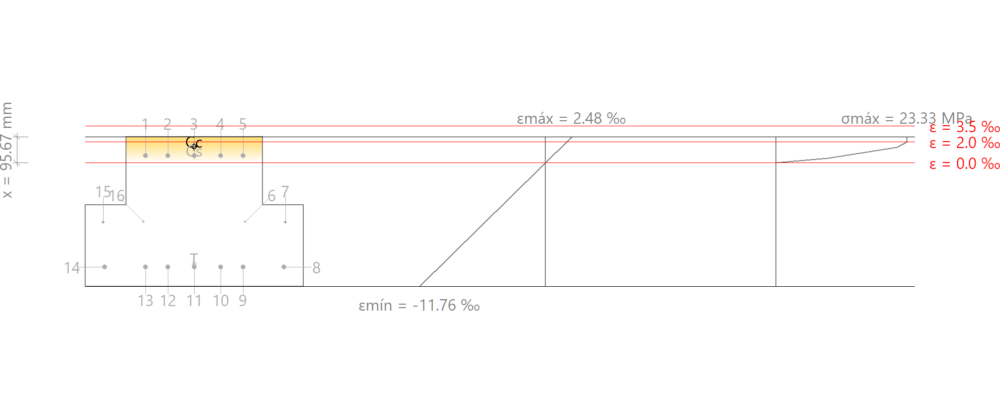 εmáx = 2.48 ‰
σmáx = 23.33 MPa
ε = 3.5 ‰
ε = 2.0 ‰
ε = 0.0 ‰
x = 95.67 mm
1 2 3 4 5
Cc
Cs
15 16 6 7
T
14 8
13 12 11 10 9
εmín = -11.76 ‰